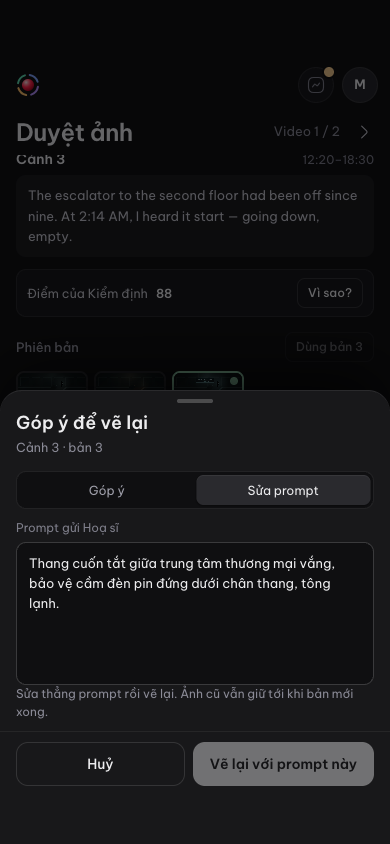 M
Duyệt ảnh
Video 1 / 2
Cảnh 3
12:20–18:30
The escalator to the second floor had been off since
nine. At 2:14 AM, I heard it start — going down,
empty.
Điểm của Kiểm định 88
Vì sao?
Phiên bản
Dùng bản 3
Góp ý để vẽ lại
Cảnh 3 · bản 3
Góp ý
Sửa prompt
Prompt gửi Hoạ sĩ
Thang cuốn tắt giữa trung tâm thương mại vắng,
bảo vệ cầm đèn pin đứng dưới chân thang, tông
lạnh.
Sửa thẳng prompt rồi vẽ lại. Ảnh cũ vẫn giữ tới khi bản mới
xong.
Huỷ
Vẽ lại với prompt này